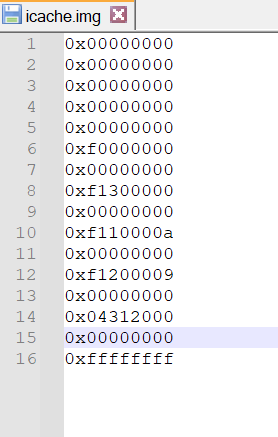 icache.img
1 0x00000000
2 0x00000000
3 0x00000000
4 0x00000000
5 0x00000000
6 0xf0000000
7 0x00000000
8 0xf1300000
9 0x00000000
10 0xf110000a
11 0x00000000
12 0xf1200009
13 0x00000000
14 0x04312000
15 0x00000000
16 0xffffffff